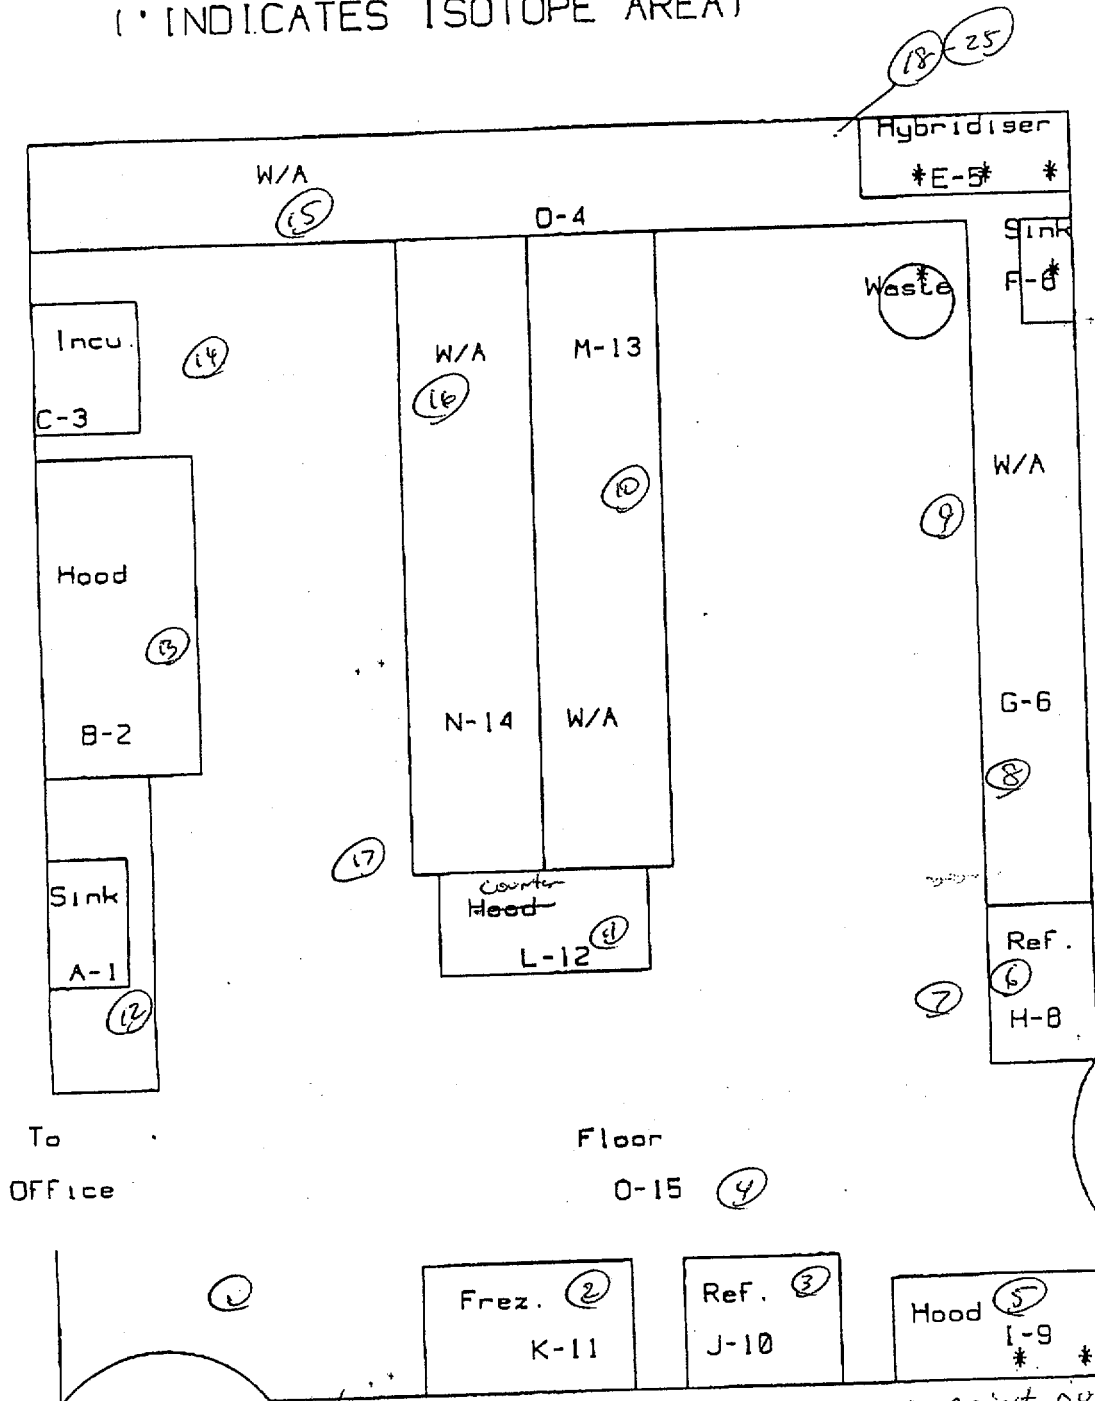 (* INDICATES ISOTOPE AREA)
18-25
Hybridiser
* E-5* *
W/A
15
D-4
Sink
*
F-6
Waste
*
Incu.
14
C-3
W/A
16
M-13
10
W/A
9
Hood
13
B-2
N-14
W/A
G-6
8
17
Counter
Hood
L-12
Sink
A-1
12
Ref.
6
H-8
7
To
Office
Floor
O-15 4
1
Frez. 2
K-11
Ref. 3
J-10
Hood 5
I-9
* *